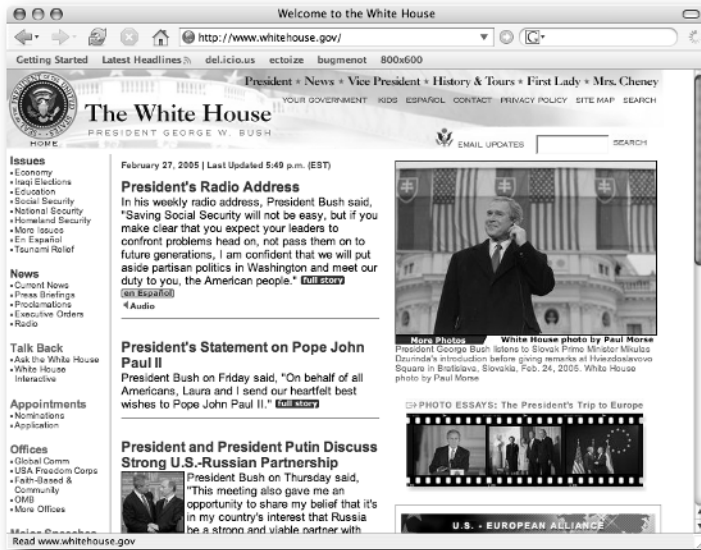 Welcome to the White House
http://www.whitehouse.gov/
G
Getting Started Latest Headlines del.icio.us ectoize bugmenot 800x600
President ★ News ★ Vice President ★ History & Tours ★ First Lady ★ Mrs. Cheney
YOUR GOVERNMENT KIDS ESPAÑOL CONTACT PRIVACY POLICY SITE MAP SEARCH
The White House
PRESIDENT GEORGE W. BUSH
HOME
EMAIL UPDATES SEARCH
Issues
• Economy
• Iraqi Elections
• Education
• Social Security
• National Security
• Homeland Security
• More Issues
• En Español
• Tsunami Relief
News
• Current News
• Press Briefings
• Proclamations
• Executive Orders
• Radio
Talk Back
• Ask the White House
• White House
Interactive
Appointments
• Nominations
• Application
Offices
• Global Comm
• USA Freedom Corps
• Faith-Based &
Community
• OMB
• More Offices
Major Speeches
February 27, 2005 | Last Updated 5:49 p.m. (EST)
President's Radio Address
In his weekly radio address, President Bush said,
"Saving Social Security will not be easy, but if you
make clear that you expect your leaders to
confront problems head on, not pass them on to
future generations, I am confident that we will put
aside partisan politics in Washington and meet our
duty to you, the American people." full story
en Español
Audio
President's Statement on Pope John
Paul II
President Bush on Friday said, "On behalf of all
Americans, Laura and I send our heartfelt best
wishes to Pope John Paul II." full story
President and President Putin Discuss
Strong U.S.-Russian Partnership
President Bush on Thursday said,
"This meeting also gave me an
opportunity to share my belief that it's
in my country's interest that Russia
be a strong and viable partner with
More Photos White House photo by Paul Morse
President George Bush listens to Slovak Prime Minister Mikulas
Dzurinda's introduction before giving remarks at Hviezdoslavovo
Square in Bratislava, Slovakia, Feb. 24, 2005. White House
photo by Paul Morse
PHOTO ESSAYS: The President's Trip to Europe
U.S. - EUROPEAN ALLIANCE
Read www.whitehouse.gov